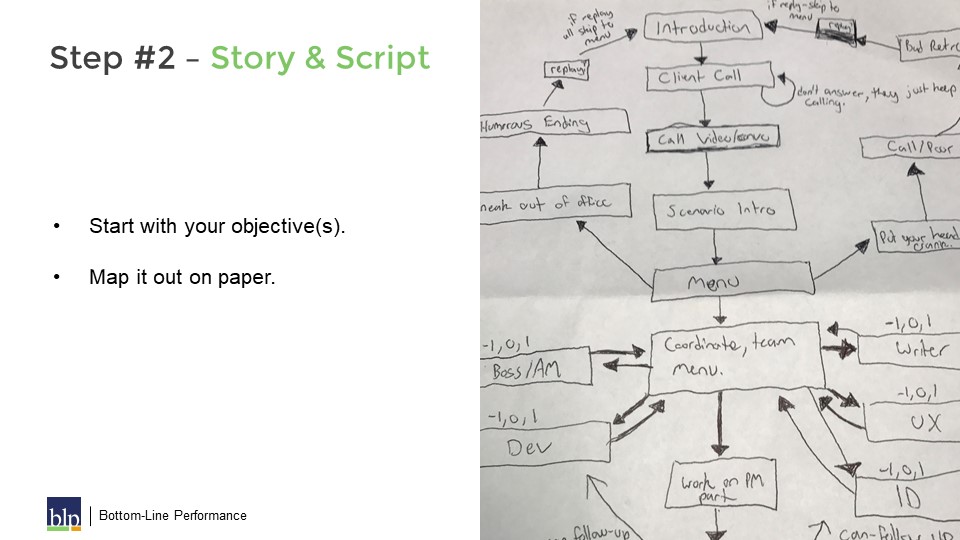 Step #2 – Story & Script
• Start with your objective(s).
• Map it out on paper.
blp
Bottom-Line Performance
if replay
all skip to
menu
replay
Introduction
if reply-skip to
menu
replay
Bad Retr
Client Call
don't answer, they just keep
calling.
Humorous Ending
Call Video/
Call/Poor
neak out of office
Scenario Intro
Put your head
Menu
-1,0,1
Boss/AM
Coordinate, team
menu.
-1,0,1
Writer
-1,0,1
Dev
-1,0,1
UX
work on PM
part
-1,0,1
ID
follow-up
can-follow up